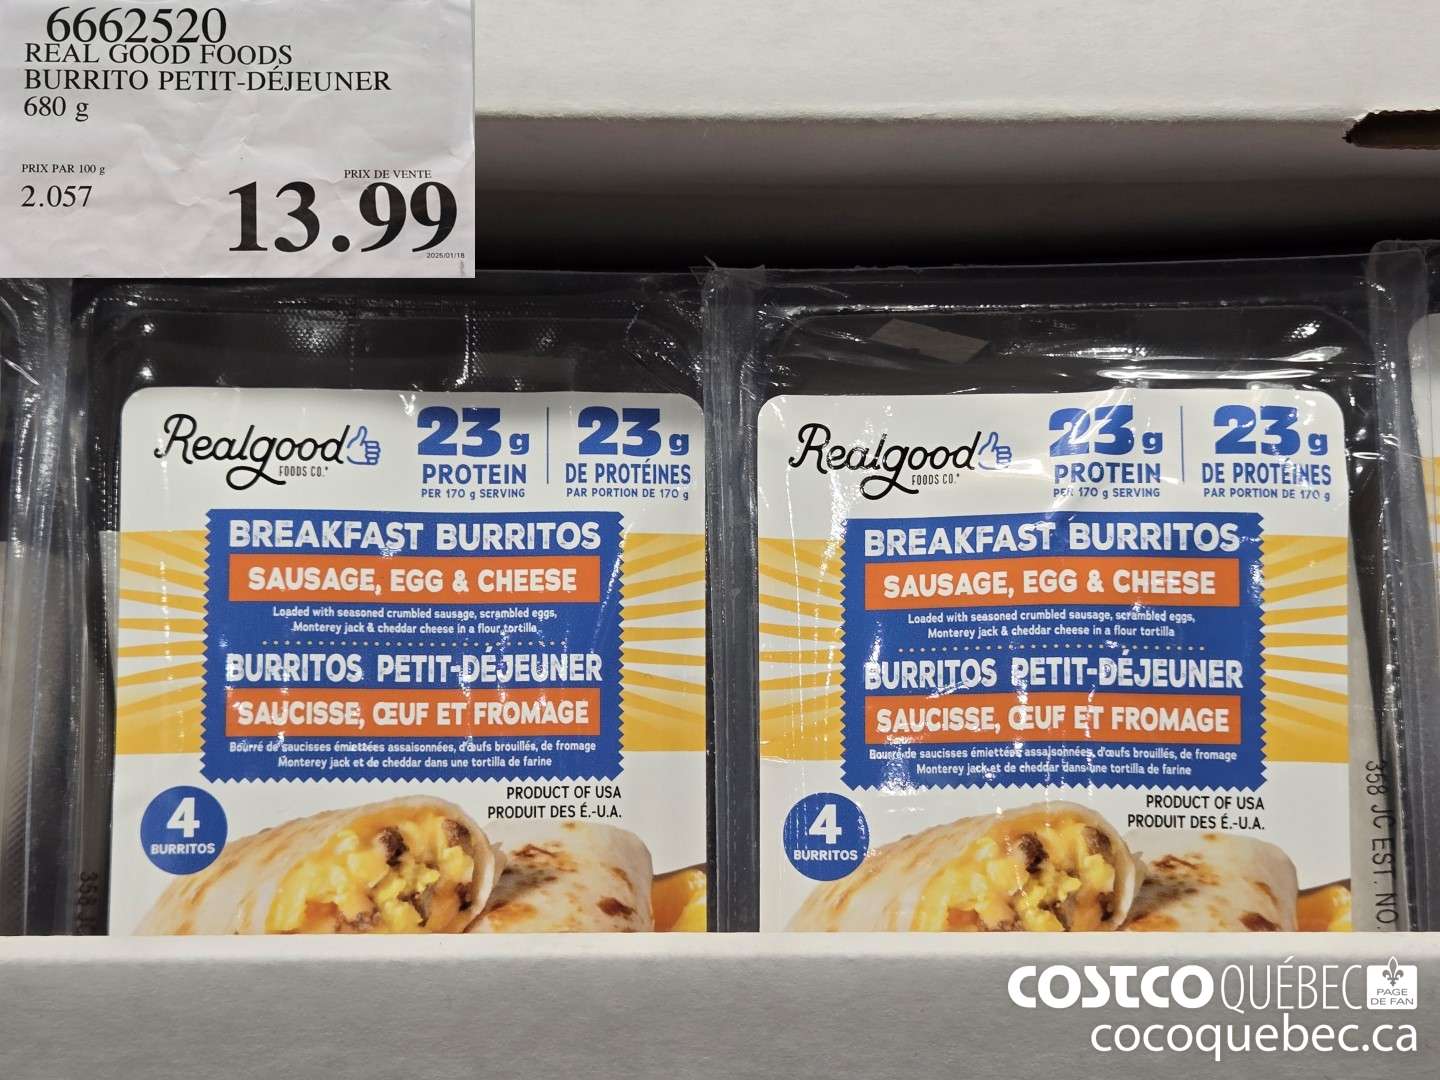 6662520
REAL GOOD FOODS
BURRITO PETIT-DÉJEUNER
680 g
PRIX PAR 100 g
2.057
PRIX DE VENTE
13.99
2025/01/18
Realgood
FOODS CO.
23g
PROTEIN
PER 170 g SERVING
23g
DE PROTÉINES
PAR PORTION DE 170 g
BREAKFAST BURRITOS
SAUSAGE, EGG & CHEESE
Loaded with seasoned crumbled sausage, scrambled eggs,
Monterey jack & cheddar cheese in a flour tortilla
BURRITOS PETIT-DÉJEUNER
SAUCISSE, ŒUF ET FROMAGE
Bourré de saucisses émiettées assaisonnées, d'œufs brouillés, de fromage
Monterey jack et de cheddar dans une tortilla de farine
PRODUCT OF USA
PRODUIT DES É.-U.A.
4
BURRITOS
358 J
Realgood
FOODS CO.
23g
PROTEIN
PER 170 g SERVING
23g
DE PROTÉINES
PAR PORTION DE 170 g
BREAKFAST BURRITOS
SAUSAGE, EGG & CHEESE
Loaded with seasoned crumbled sausage, scrambled eggs,
Monterey jack & cheddar cheese in a flour tortilla
BURRITOS PETIT-DÉJEUNER
SAUCISSE, ŒUF ET FROMAGE
Bourré de saucisses émiettées assaisonnées, d'œufs brouillés, de fromage
Monterey jack et de cheddar dans une tortilla de farine
PRODUCT OF USA
PRODUIT DES É.-U.A.
4
BURRITOS
358 JC EST. NO.
COSTCO QUÉBEC
PAGE
DE FAN
cocoquebec.ca